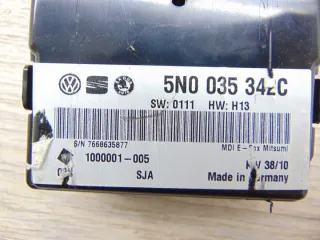 5N0 035 342C
SW: 0111 HW: H13
S/N 7668635877
MDI E-Box Mitsumi
1000001-005
KW 38/10
SJA
Made in Germany